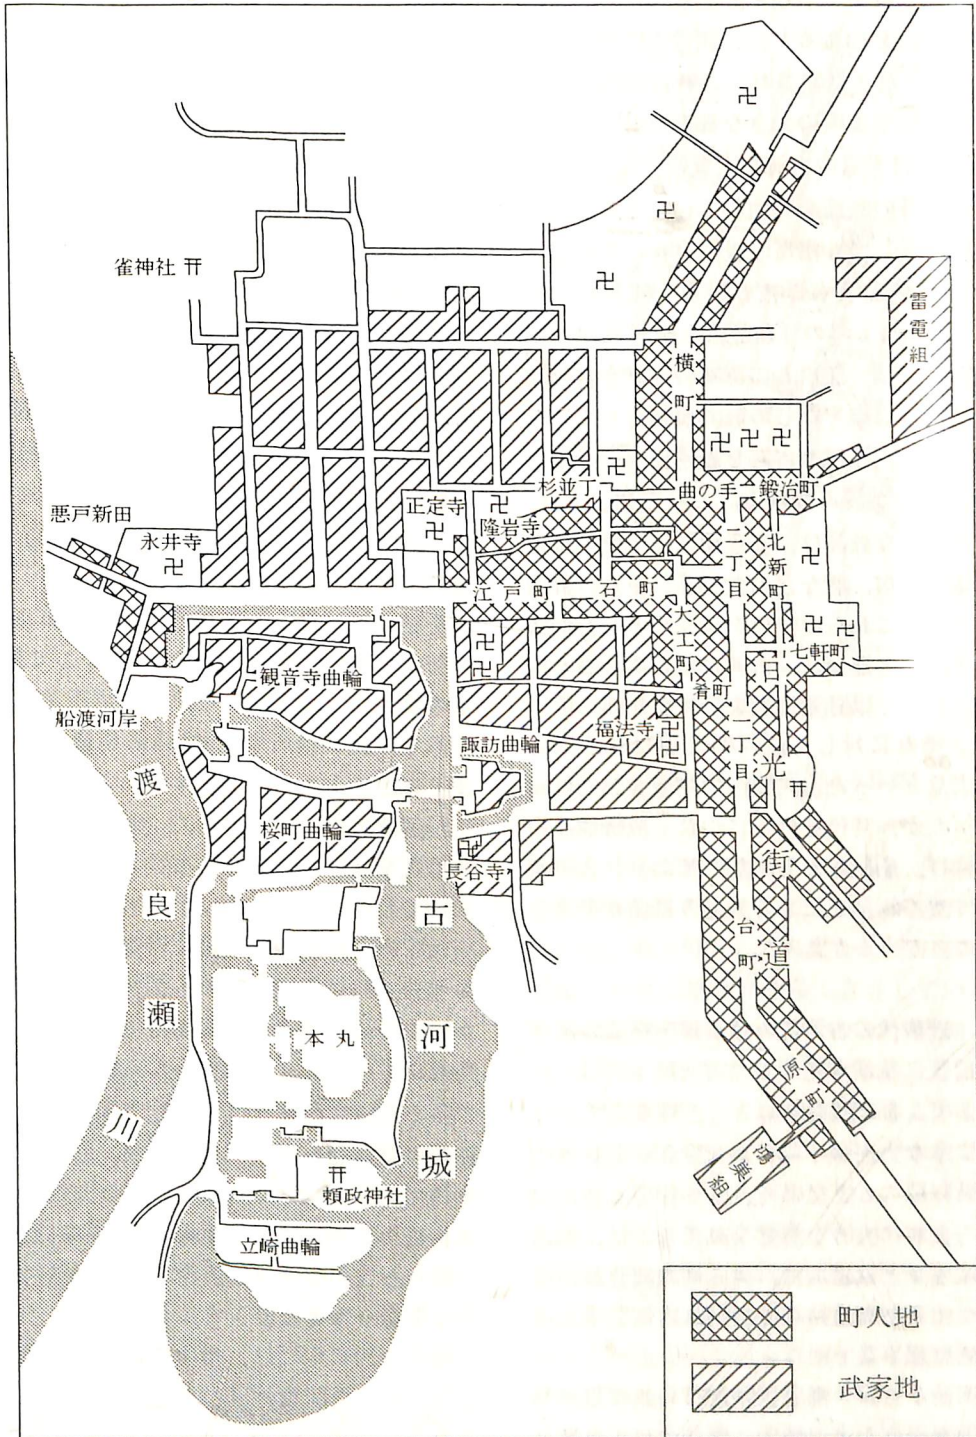 雀神社
雷電組
横町
杉並丁
曲の手
鍛冶町
正定寺
隆岩寺
悪戸新田
永井寺
二丁目
北新町
江戸町
石町
大工町
七軒町
観音寺曲輪
肴町
船渡河岸
福法寺
諏訪曲輪
一丁目
日光街道
桜町曲輪
長谷寺
渡良瀬川
古河城
台町
本丸
原町
鴻巣組
頼政神社
立崎曲輪
町人地
武家地